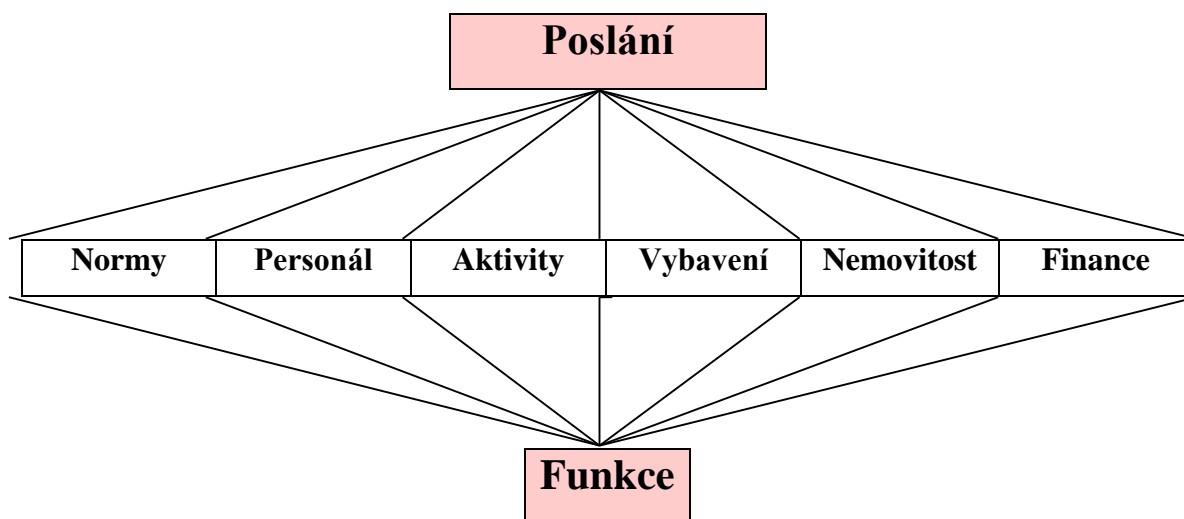 Poslání
Normy Personál Aktivity Vybavení Nemovitost Finance
Funkce